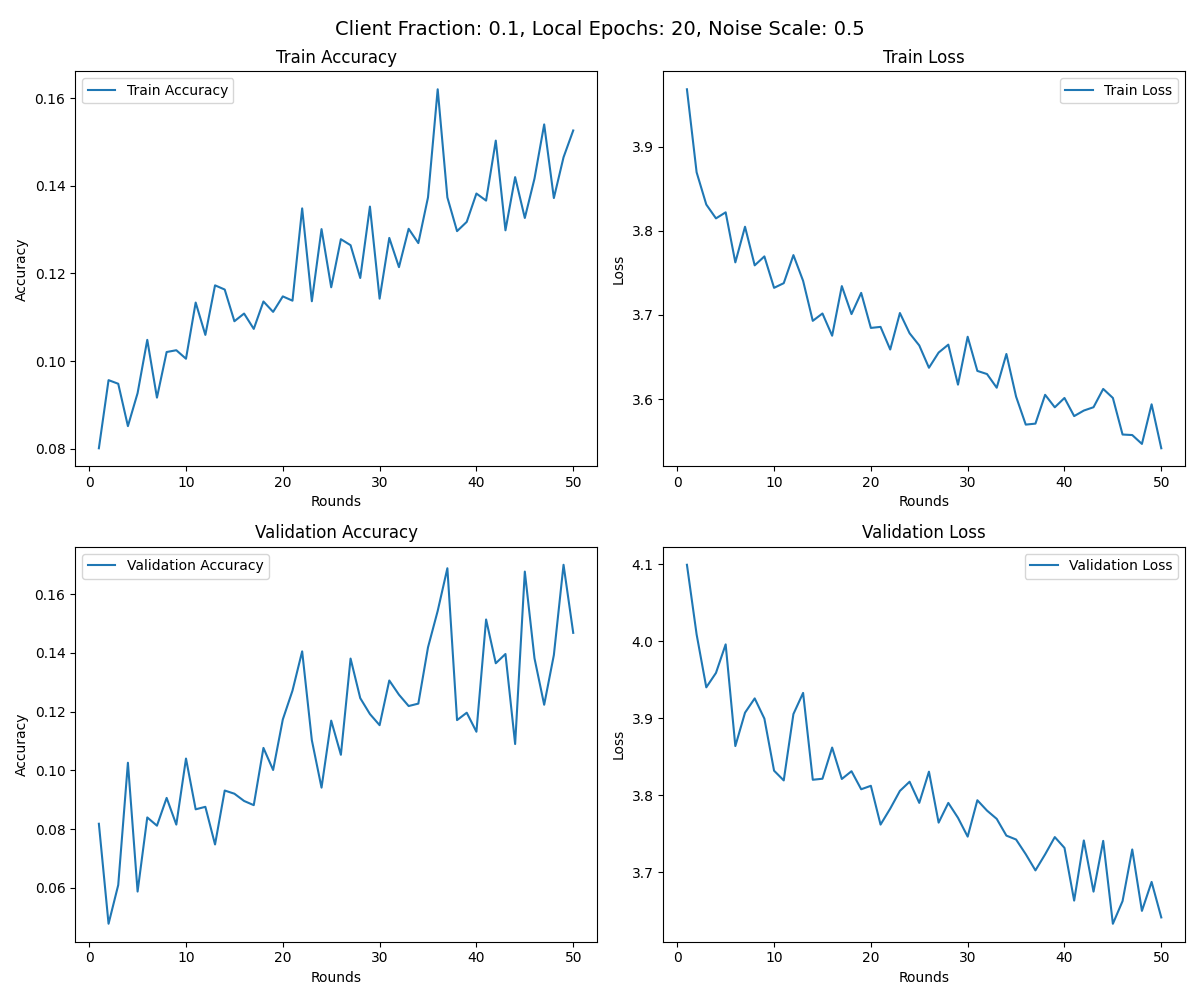 Client Fraction: 0.1, Local Epochs: 20, Noise Scale: 0.5
Train Accuracy
Train Accuracy
0.16
0.14
0.12
0.10
0.08
Accuracy
0 10 20 30 40 50
Rounds
Train Loss
Train Loss
3.9
3.8
3.7
3.6
Loss
0 10 20 30 40 50
Rounds
Validation Accuracy
Validation Accuracy
0.16
0.14
0.12
0.10
0.08
0.06
Accuracy
0 10 20 30 40 50
Rounds
Validation Loss
Validation Loss
4.1
4.0
3.9
3.8
3.7
Loss
0 10 20 30 40 50
Rounds